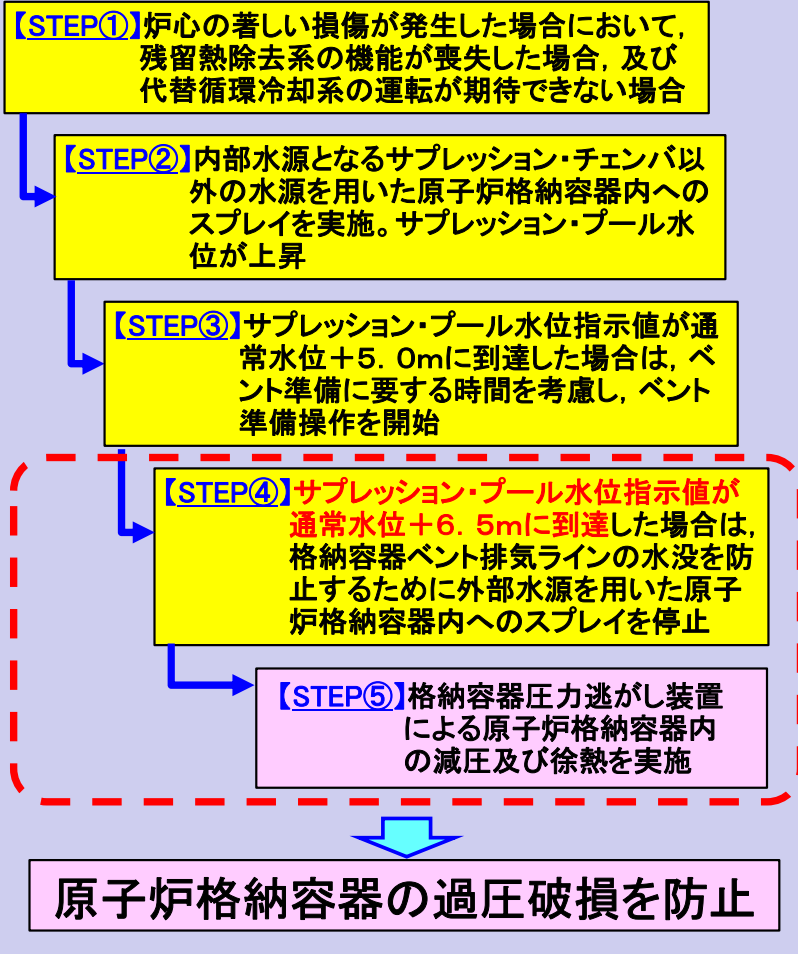 【STEP①】炉心の著しい損傷が発生した場合において，
残留熱除去系の機能が喪失した場合，及び
代替循環冷却系の運転が期待できない場合
【STEP②】内部水源となるサプレッション・チェンバ以
外の水源を用いた原子炉格納容器内への
スプレイを実施。サプレッション・プール水
位が上昇
【STEP③】サプレッション・プール水位指示値が通
常水位＋５．０ｍに到達した場合は，ベ
ント準備に要する時間を考慮し，ベント
準備操作を開始
【STEP④】サプレッション・プール水位指示値が
通常水位＋６．５ｍに到達した場合は，
格納容器ベント排気ラインの水没を防
止するために外部水源を用いた原子
炉格納容器内へのスプレイを停止
【STEP⑤】格納容器圧力逃がし装置
による原子炉格納容器内
の減圧及び徐熱を実施
原子炉格納容器の過圧破損を防止